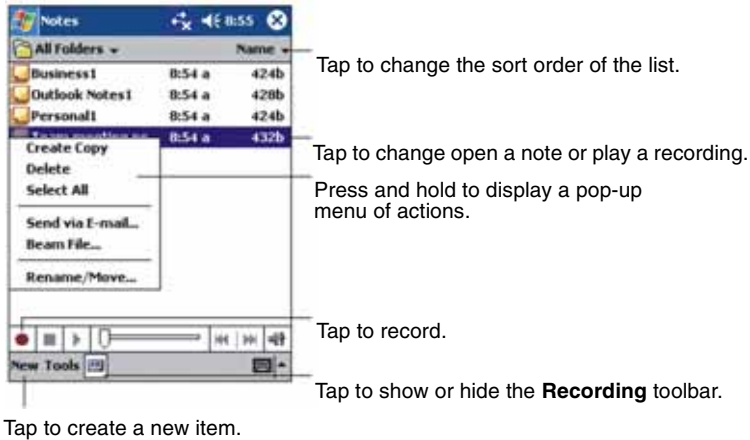 Notes 8:55
All Folders Name
Business1 8:54 a 424b
Outlook Notes1 8:54 a 428b
Personal1 8:54 a 424b
Team meeting 8:54 a 432b
Create Copy
Delete
Select All
Send via E-mail...
Beam File...
Rename/Move...
New Tools
Tap to change the sort order of the list.
Tap to change open a note or play a recording.
Press and hold to display a pop-up
menu of actions.
Tap to record.
Tap to show or hide the Recording toolbar.
Tap to create a new item.